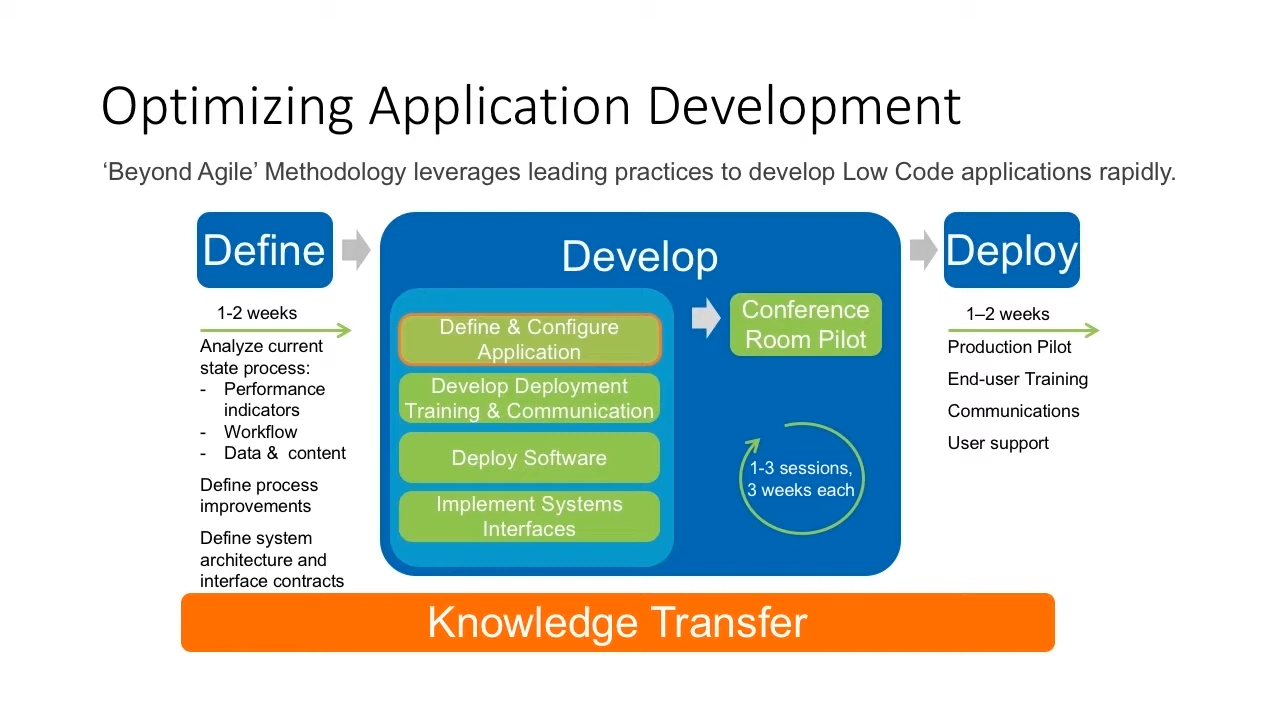 Optimizing Application Development
‘Beyond Agile’ Methodology leverages leading practices to develop Low Code applications rapidly.
Define
1-2 weeks
Analyze current
state process:
- Performance
indicators
- Workflow
- Data & content
Define process
improvements
Define system
architecture and
interface contracts
Develop
Define & Configure
Application
Develop Deployment
Training & Communication
Deploy Software
Implement Systems
Interfaces
Conference
Room Pilot
1-3 sessions,
3 weeks each
Deploy
1–2 weeks
Production Pilot
End-user Training
Communications
User support
Knowledge Transfer